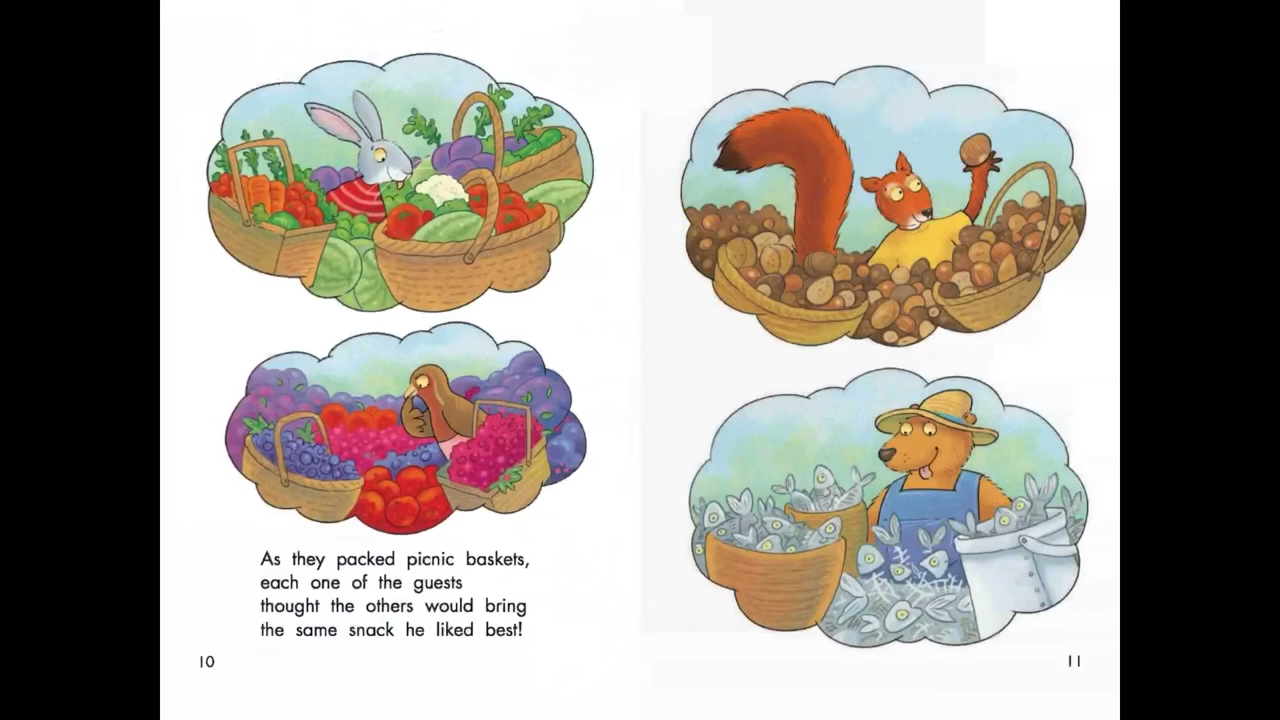 As they packed picnic baskets,
each one of the guests
thought the others would bring
the same snack he liked best!
10
11